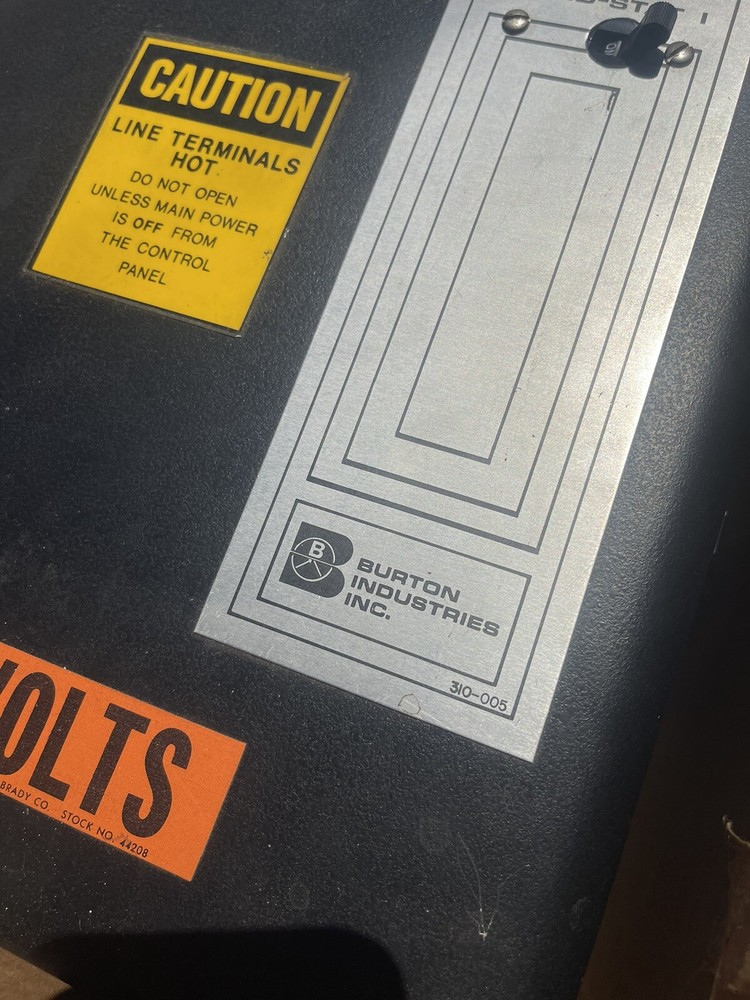 CAUTION
LINE TERMINALS
HOT
DO NOT OPEN
UNLESS MAIN POWER
IS OFF FROM
THE CONTROL
PANEL
B
BURTON
INDUSTRIES
INC.
310-005
VOLTS
BRADY CO. STOCK NO. 44208